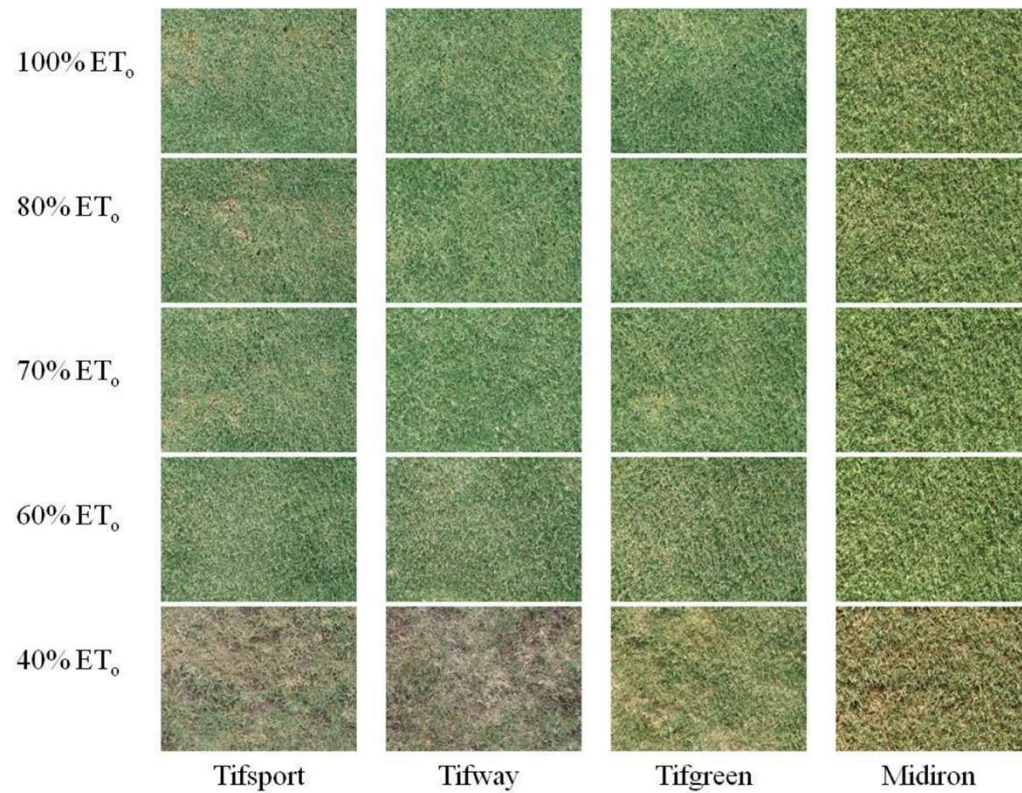 100% ETₒ
80% ETₒ
70% ETₒ
60% ETₒ
40% ETₒ
Tifsport Tifway Tifgreen Midiron